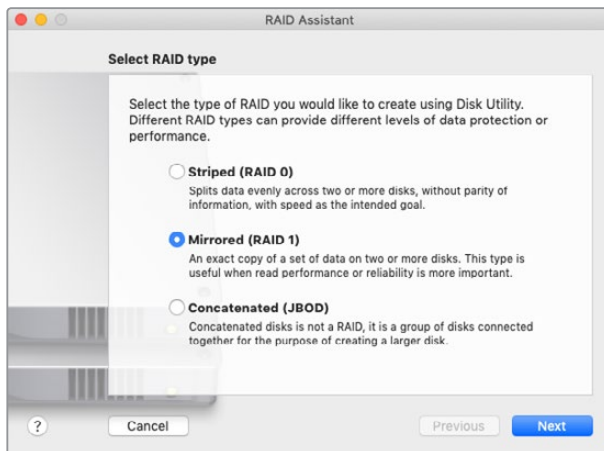 RAID Assistant
Select RAID type
Select the type of RAID you would like to create using Disk Utility.
Different RAID types can provide different levels of data protection or
performance.
Striped (RAID 0)
Splits data evenly across two or more disks, without parity of
information, with speed as the intended goal.
Mirrored (RAID 1)
An exact copy of a set of data on two or more disks. This type is
useful when read performance or reliability is more important.
Concatenated (JBOD)
Concatenated disks is not a RAID, it is a group of disks connected
together for the purpose of creating a larger disk.
?
Cancel
Previous
Next